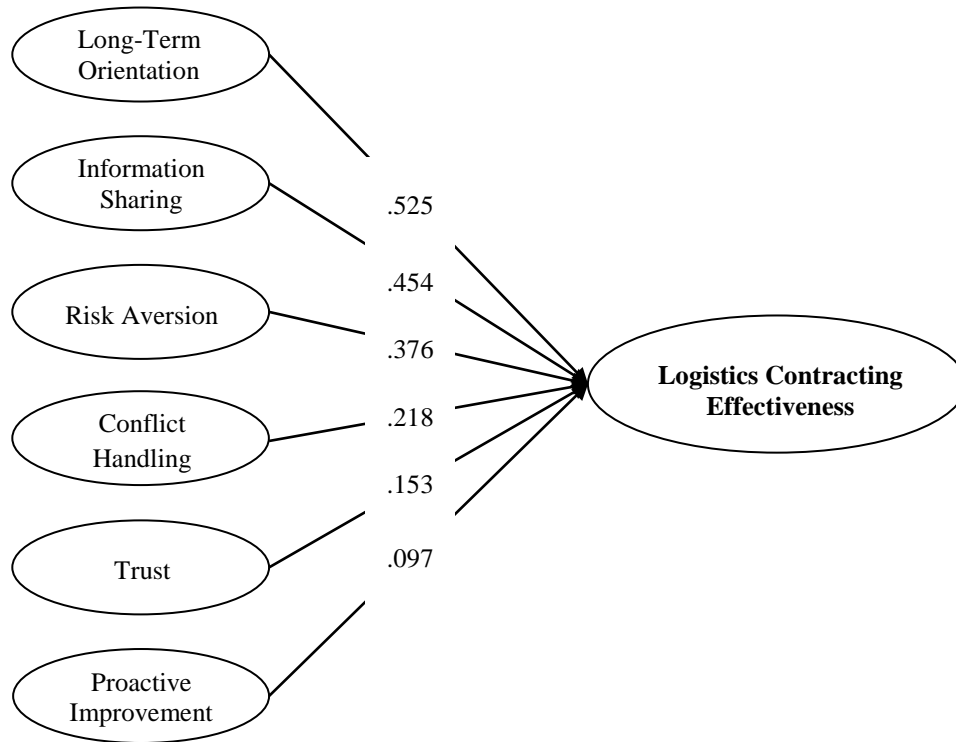 Long-Term
Orientation
Information
Sharing
.525
.454
Risk Aversion
.376
Logistics Contracting
Effectiveness
.218
Conflict
Handling
.153
Trust
.097
Proactive
Improvement